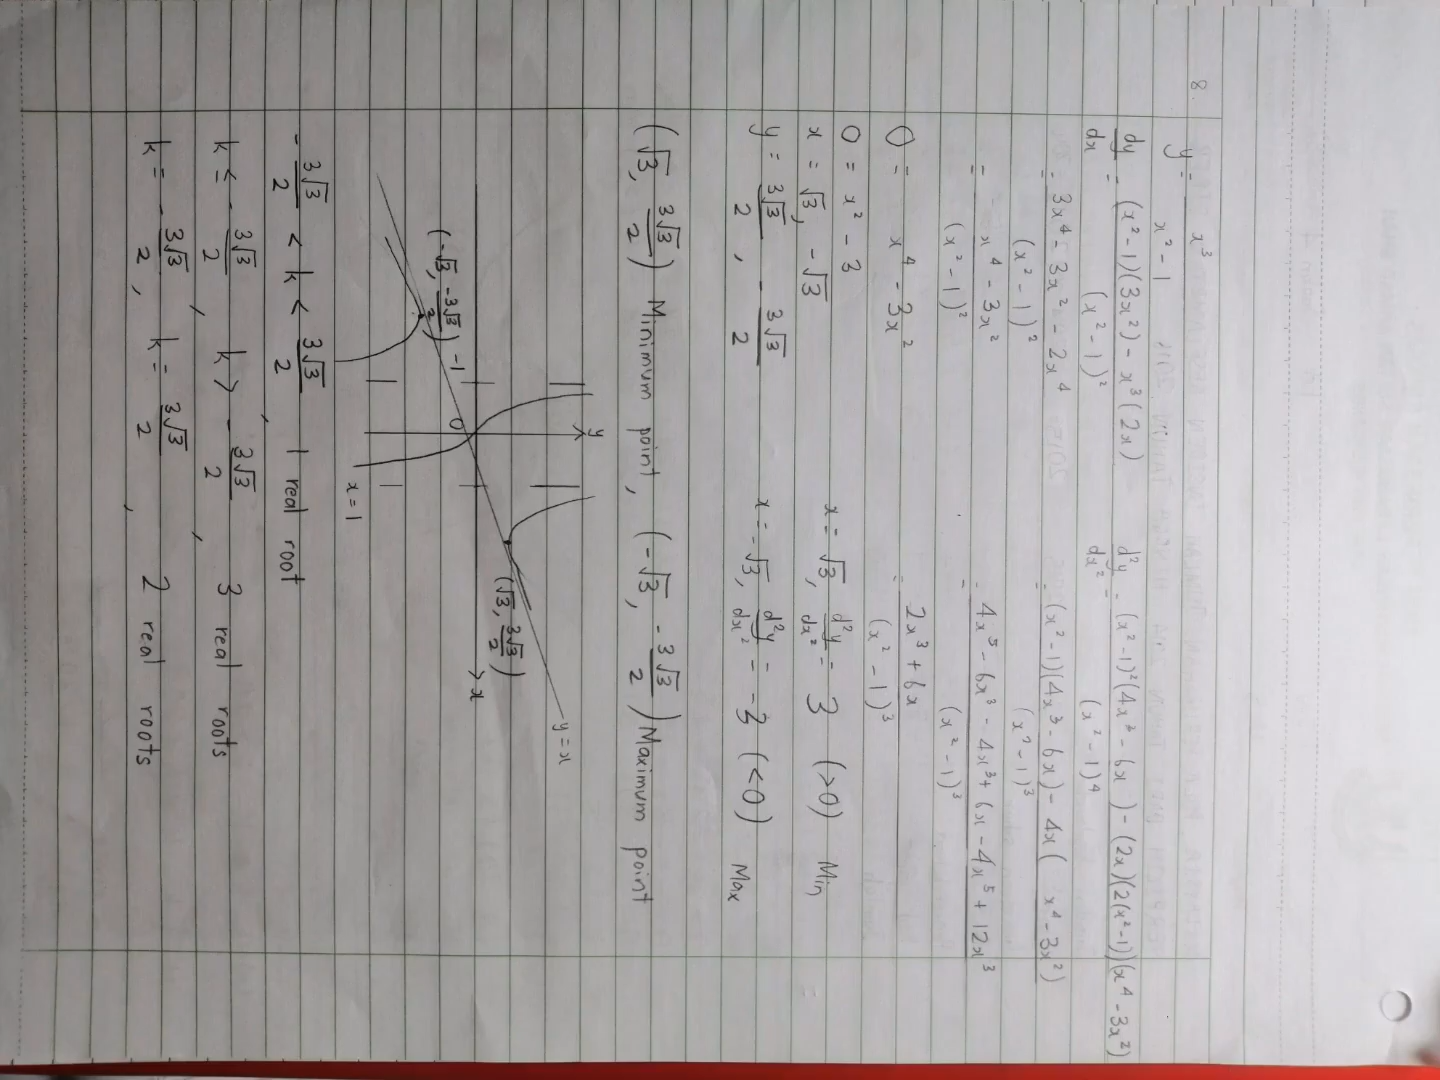 8. y = x³ / (x² - 1)
dy/dx = ((x² - 1)(3x²) - x³(2x)) / (x² - 1)²
= (3x⁴ - 3x² - 2x⁴) / (x² - 1)²
= (x⁴ - 3x²) / (x² - 1)²
0 = x⁴ - 3x²
0 = x² - 3
x = √3, -√3
y = 3√3/2, -3√3/2
d²y/dx² = ((x² - 1)²(4x³ - 6x) - (2x)(2(x² - 1))(x⁴ - 3x²)) / (x² - 1)⁴
= ((x² - 1)(4x³ - 6x) - 4x(x⁴ - 3x²)) / (x² - 1)³
= (4x⁵ - 6x³ - 4x³ + 6x - 4x⁵ + 12x³) / (x² - 1)³
= (2x³ + 6x) / (x² - 1)³
x = √3, d²y/dx² = 3 (>0) Min
x = -√3, d²y/dx² = -3 (<0) Max
(√3, 3√3/2) Minimum point, (-√3, -3√3/2) Maximum point
y
y = x
(√3, 3√3/2)
x
0
-1
(-√3, -3√3/2)
x = 1
-3√3/2 < k < 3√3/2, 1 real root
k ≤ -3√3/2, k > 3√3/2, 3 real roots
k = -3√3/2, k = 3√3/2, 2 real roots